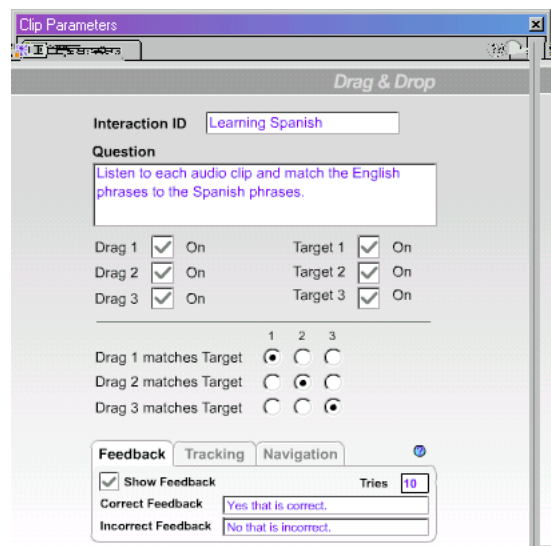 Clip Parameters
Drag & Drop
Interaction ID Learning Spanish
Question
Listen to each audio clip and match the English
phrases to the Spanish phrases.
Drag 1 On Target 1 On
Drag 2 On Target 2 On
Drag 3 On Target 3 On
1 2 3
Drag 1 matches Target
Drag 2 matches Target
Drag 3 matches Target
Feedback Tracking Navigation
Show Feedback Tries 10
Correct Feedback Yes that is correct.
Incorrect Feedback No that is incorrect.